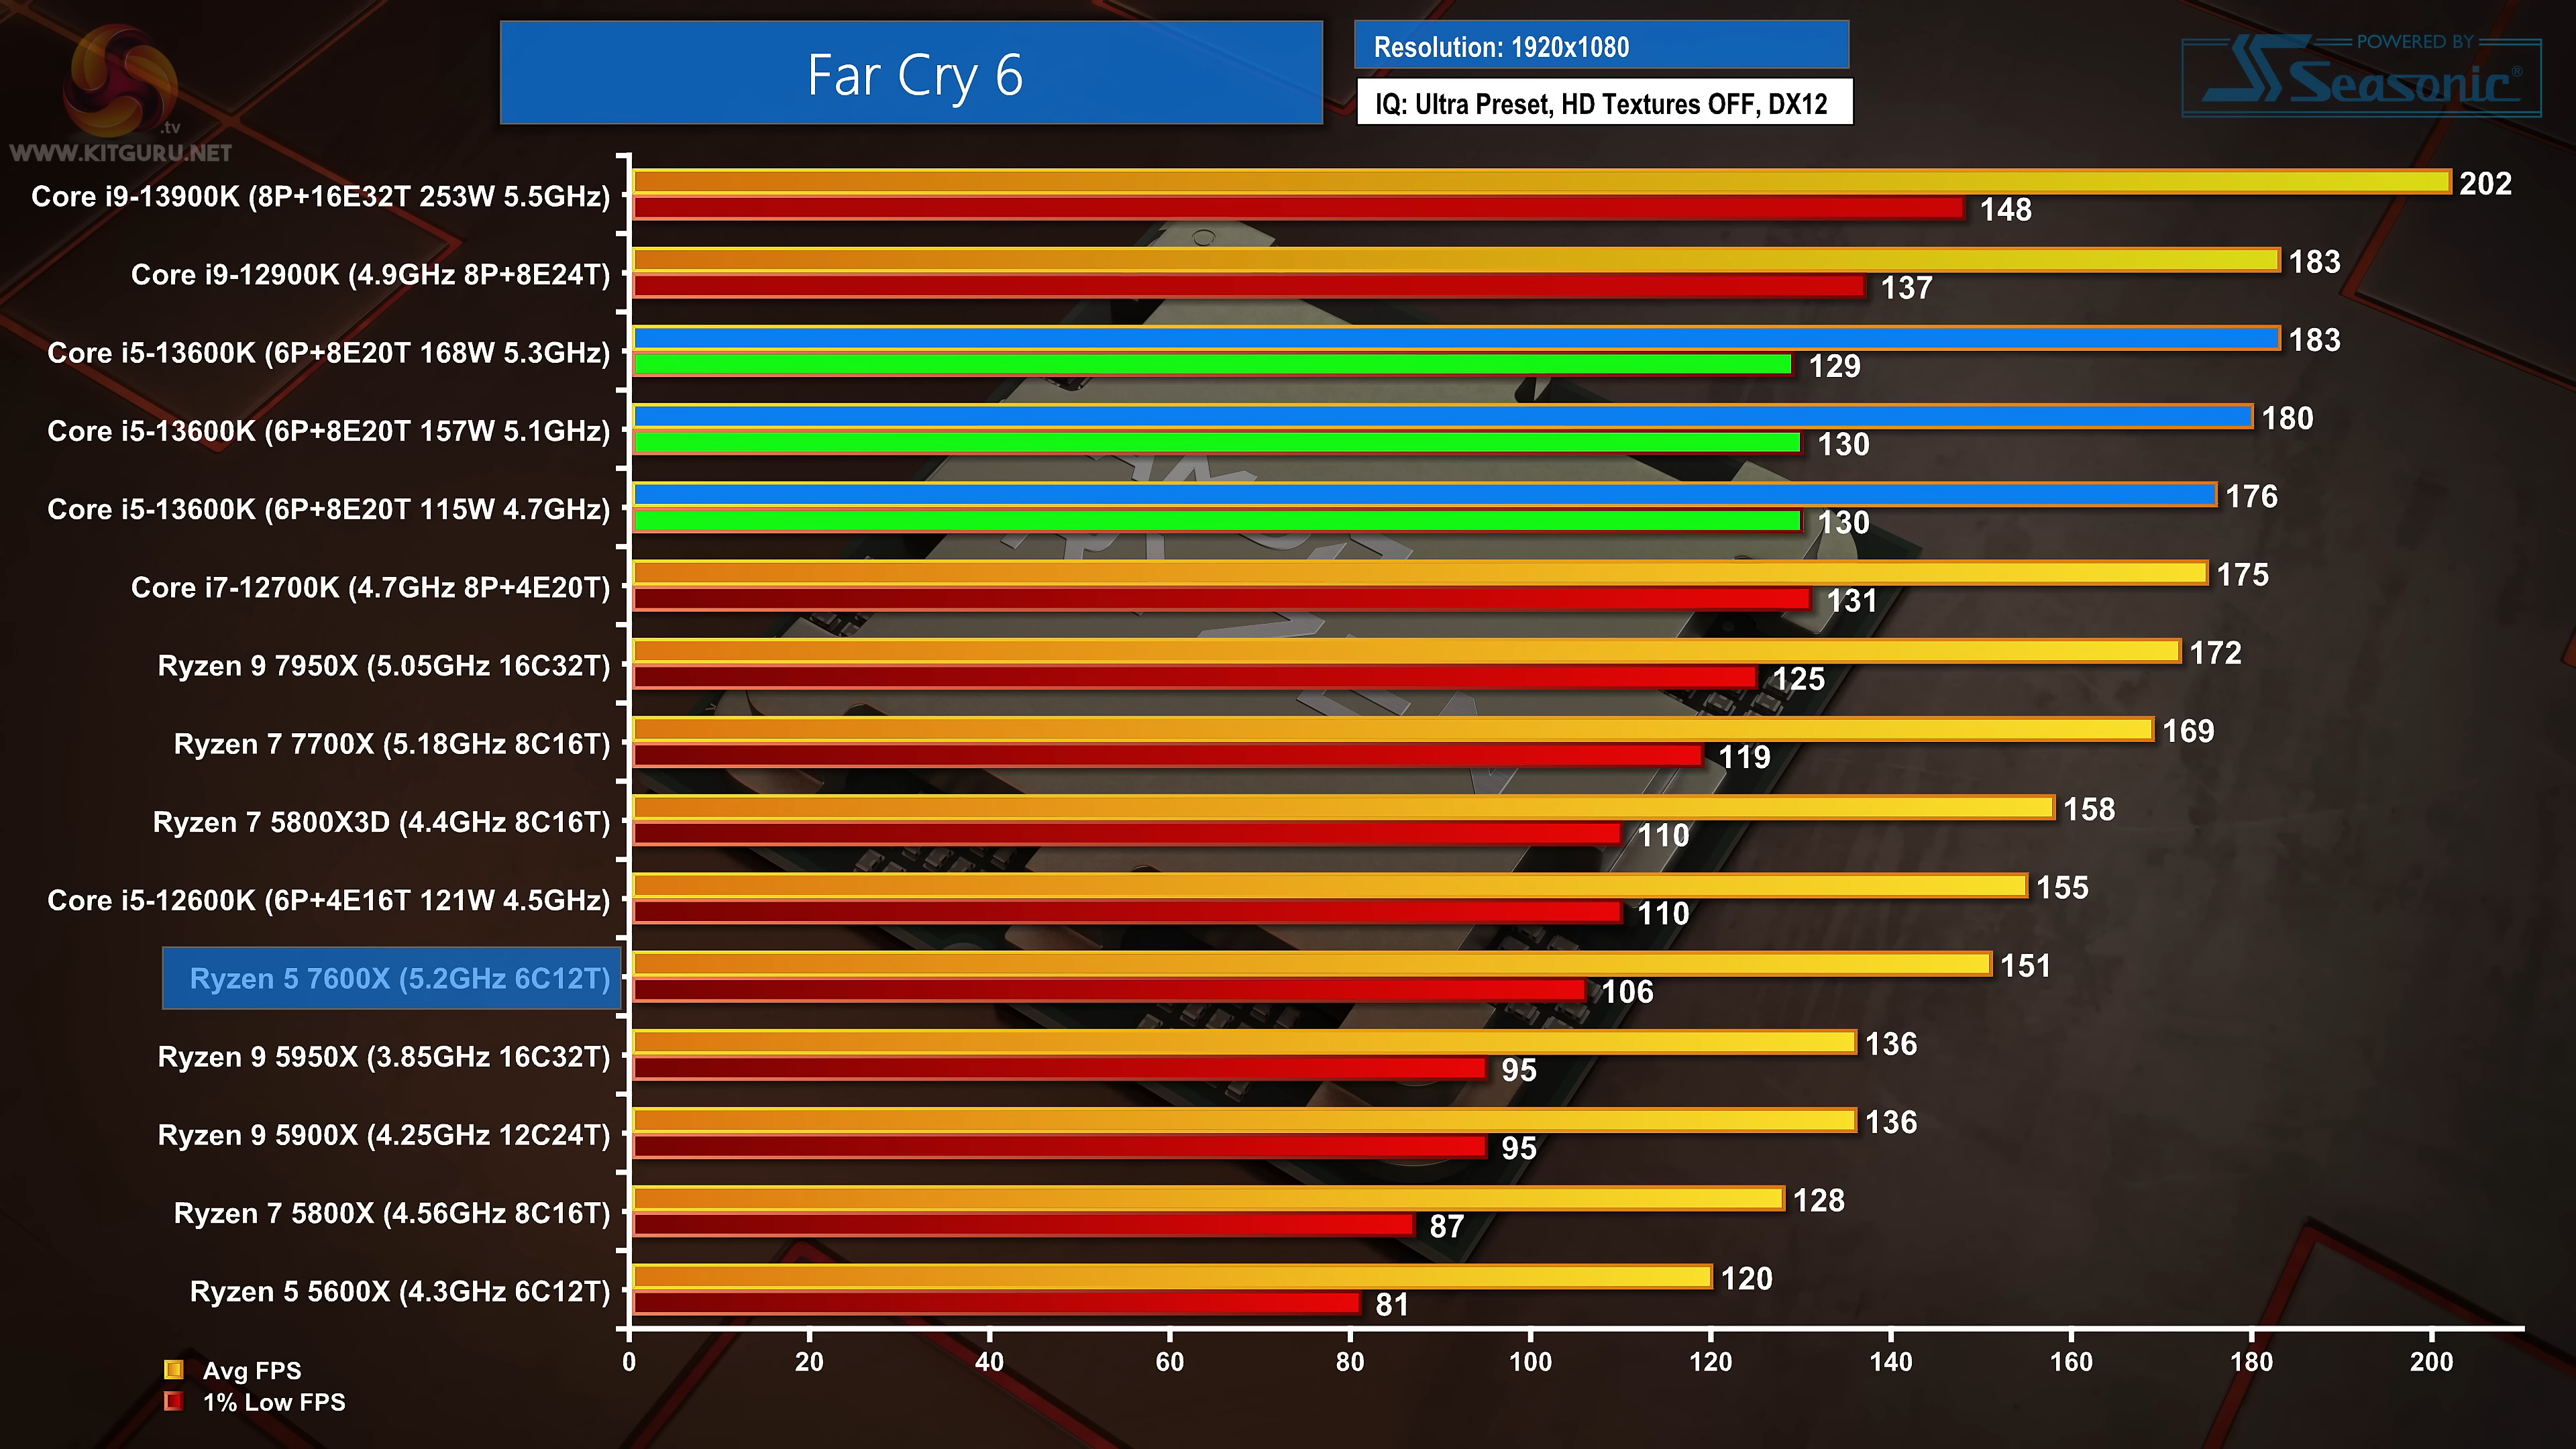 Far Cry 6
Resolution: 1920x1080
IQ: Ultra Preset, HD Textures OFF, DX12
POWERED BY
Seasonic®
.tv
WWW.KITGURU.NET
Core i9-13900K (8P+16E32T 253W 5.5GHz)
202
148
Core i9-12900K (4.9GHz 8P+8E24T)
183
137
Core i5-13600K (6P+8E20T 168W 5.3GHz)
183
129
Core i5-13600K (6P+8E20T 157W 5.1GHz)
180
130
Core i5-13600K (6P+8E20T 115W 4.7GHz)
176
130
Core i7-12700K (4.7GHz 8P+4E20T)
175
131
Ryzen 9 7950X (5.05GHz 16C32T)
172
125
Ryzen 7 7700X (5.18GHz 8C16T)
169
119
Ryzen 7 5800X3D (4.4GHz 8C16T)
158
110
Core i5-12600K (6P+4E16T 121W 4.5GHz)
155
110
Ryzen 5 7600X (5.2GHz 6C12T)
151
106
Ryzen 9 5950X (3.85GHz 16C32T)
136
95
Ryzen 9 5900X (4.25GHz 12C24T)
136
95
Ryzen 7 5800X (4.56GHz 8C16T)
128
87
Ryzen 5 5600X (4.3GHz 6C12T)
120
81
0 20 40 60 80 100 120 140 160 180 200
Avg FPS
1% Low FPS